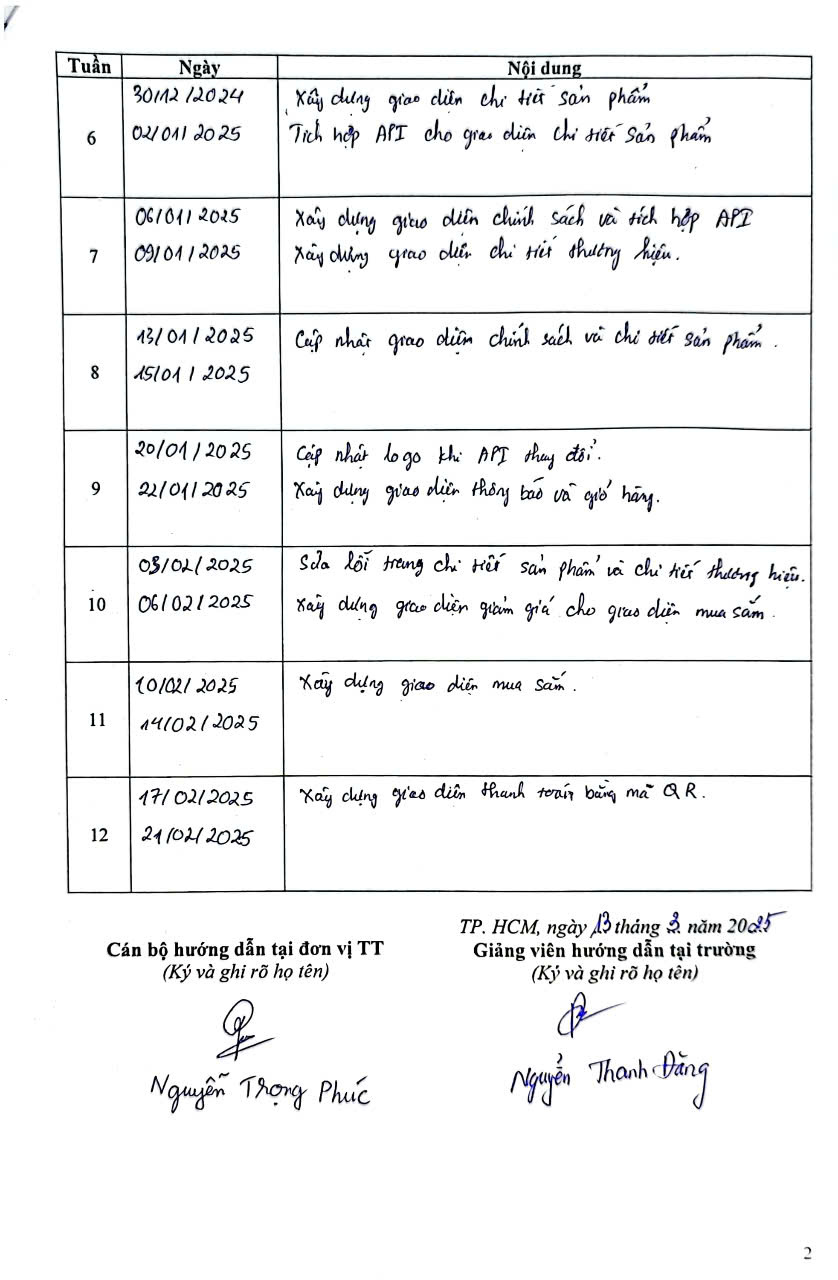 Tuần Ngày Nội dung
30/12/2024 Xây dựng giao diện chi tiết sản phẩm
6 02/01/2025 Tích hợp API cho giao diện chi tiết sản phẩm
06/01/2025 Xây dựng giao diện chính sách và tích hợp API
7 09/01/2025 Xây dựng giao diện chi tiết thương hiệu.
13/01/2025 Cập nhật giao diện chính sách và chi tiết sản phẩm.
8 15/01/2025
20/01/2025 Cập nhật logo khi API thay đổi.
9 22/01/2025 Xây dựng giao diện thông báo và giỏ hàng.
03/02/2025 Sửa lỗi trang chi tiết sản phẩm và chi tiết thương hiệu.
10 06/02/2025 Xây dựng giao diện giảm giá cho giao diện mua sắm.
10/02/2025 Xây dựng giao diện mua sắm.
11 14/02/2025
17/02/2025 Xây dựng giao diện thanh toán bằng mã QR.
12 21/02/2025
TP. HCM, ngày 13 tháng 3 năm 2025
Cán bộ hướng dẫn tại đơn vị TT Giảng viên hướng dẫn tại trường
(Ký và ghi rõ họ tên) (Ký và ghi rõ họ tên)
Nguyễn Trọng Phúc Nguyễn Thanh Đăng
2